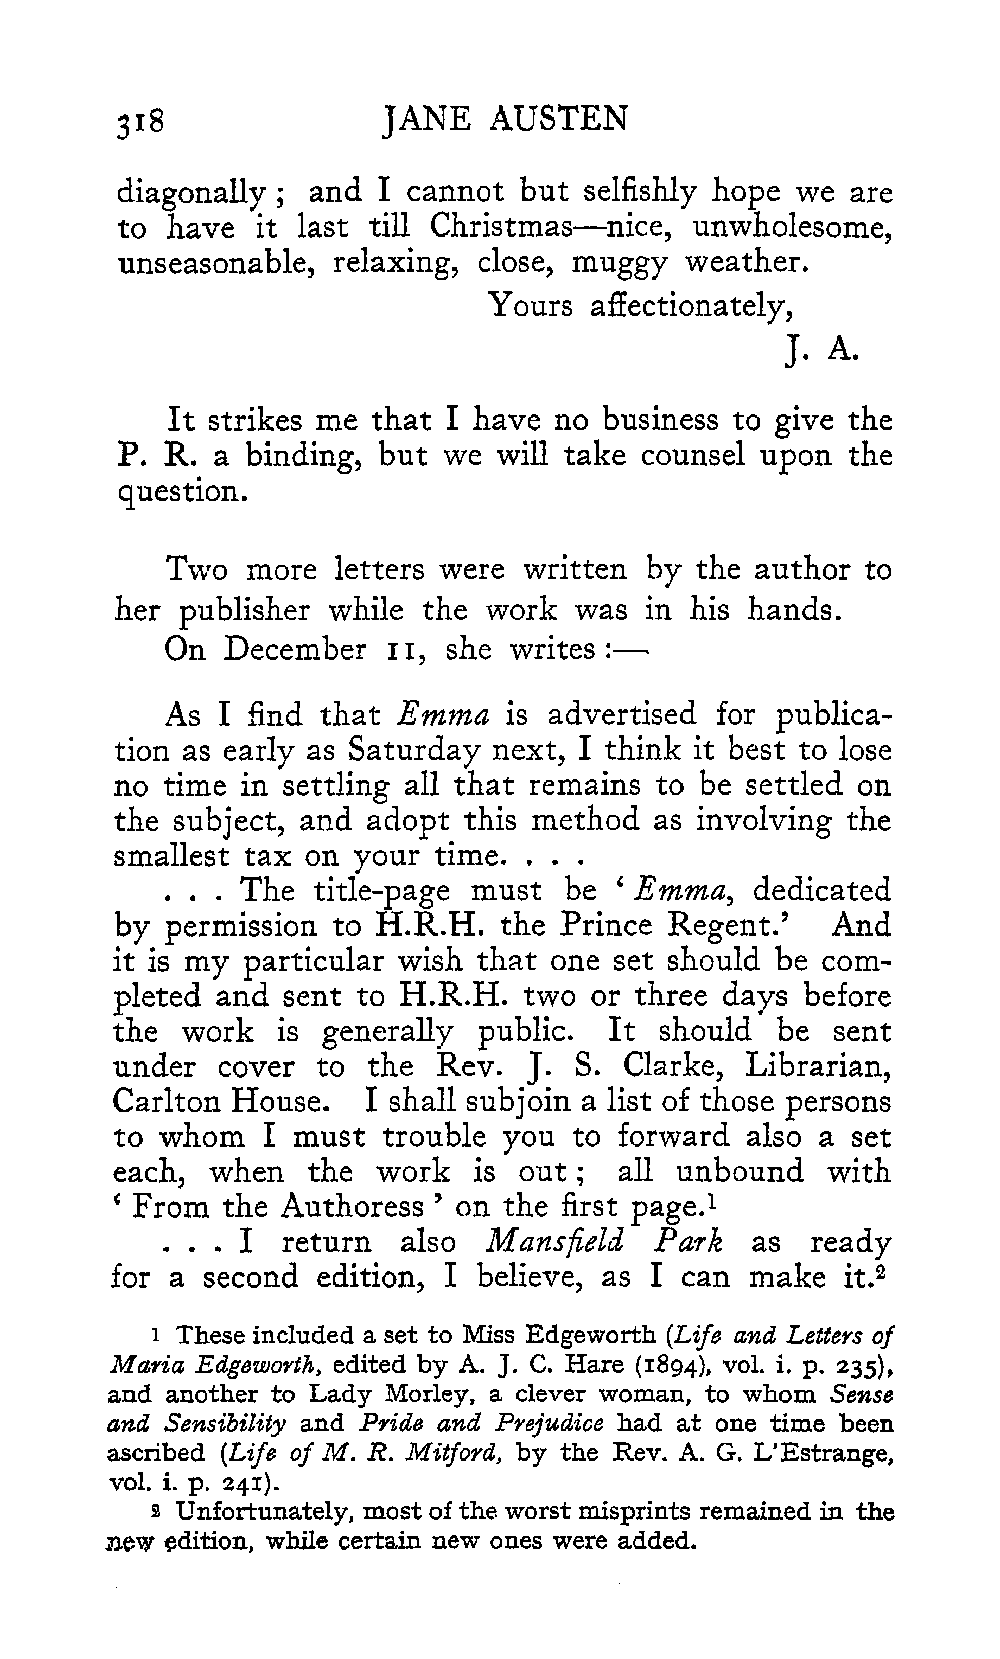 318 JANE AUSTEN
diagonally ; and I cannot but selfishly hope we are
to have it last till Christmas—nice, unwholesome,
unseasonable, relaxing, close, muggy weather.
Yours affectionately,
J. A.
It strikes me that I have no business to give the
P. R. a binding, but we will take counsel upon the
question.
Two more letters were written by the author to
her publisher while the work was in his hands.
On December 11, she writes :—
As I find that Emma is advertised for publica-
tion as early as Saturday next, I think it best to lose
no time in settling all that remains to be settled on
the subject, and adopt this method as involving the
smallest tax on your time. . . .
. . . The title-page must be ‘ Emma, dedicated
by permission to H.R.H. the Prince Regent.’ And
it is my particular wish that one set should be com-
pleted and sent to H.R.H. two or three days before
the work is generally public. It should be sent
under cover to the Rev. J. S. Clarke, Librarian,
Carlton House. I shall subjoin a list of those persons
to whom I must trouble you to forward also a set
each, when the work is out ; all unbound with
‘ From the Authoress ’ on the first page.¹
. . . I return also Mansfield Park as ready
for a second edition, I believe, as I can make it.²
¹ These included a set to Miss Edgeworth (Life and Letters of
Maria Edgeworth, edited by A. J. C. Hare (1894), vol. i. p. 235),
and another to Lady Morley, a clever woman, to whom Sense
and Sensibility and Pride and Prejudice had at one time been
ascribed (Life of M. R. Mitford, by the Rev. A. G. L’Estrange,
vol. i. p. 241).
² Unfortunately, most of the worst misprints remained in the
new edition, while certain new ones were added.